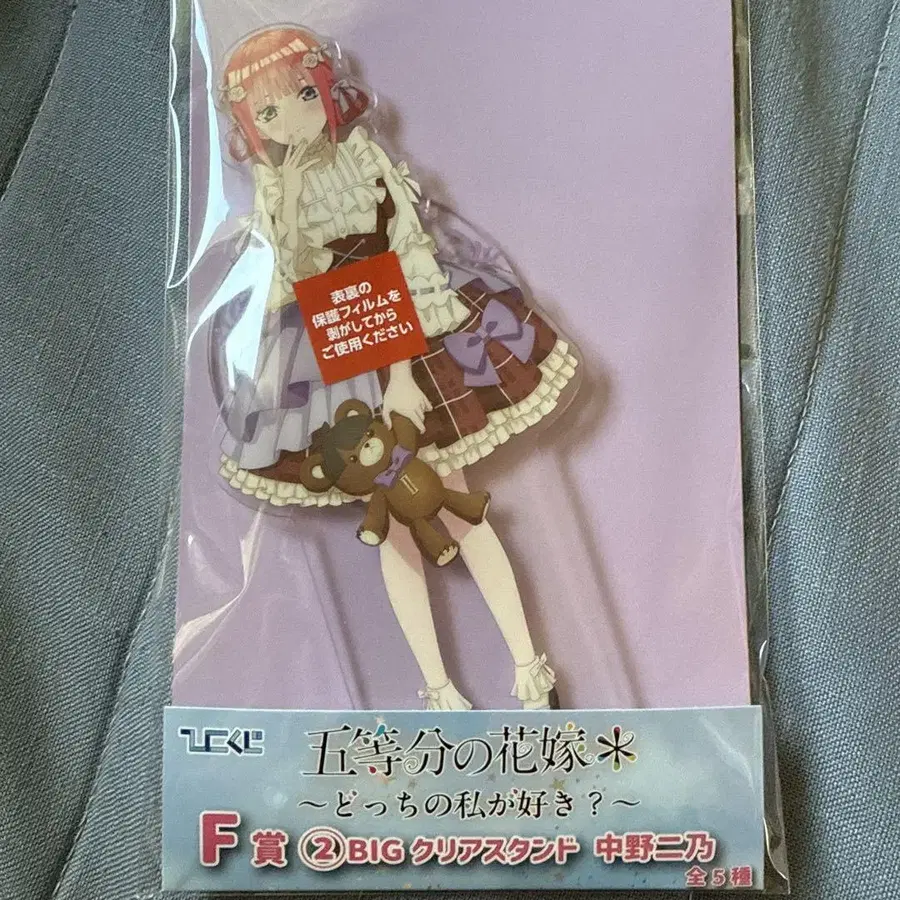 表裏の
保護フィルムを
剥がしてから
ご使用ください
ひこくじ
五等分の花嫁＊
～どっちの私が好き？～
F賞 ②BIG クリアスタンド 中野二乃
全5種